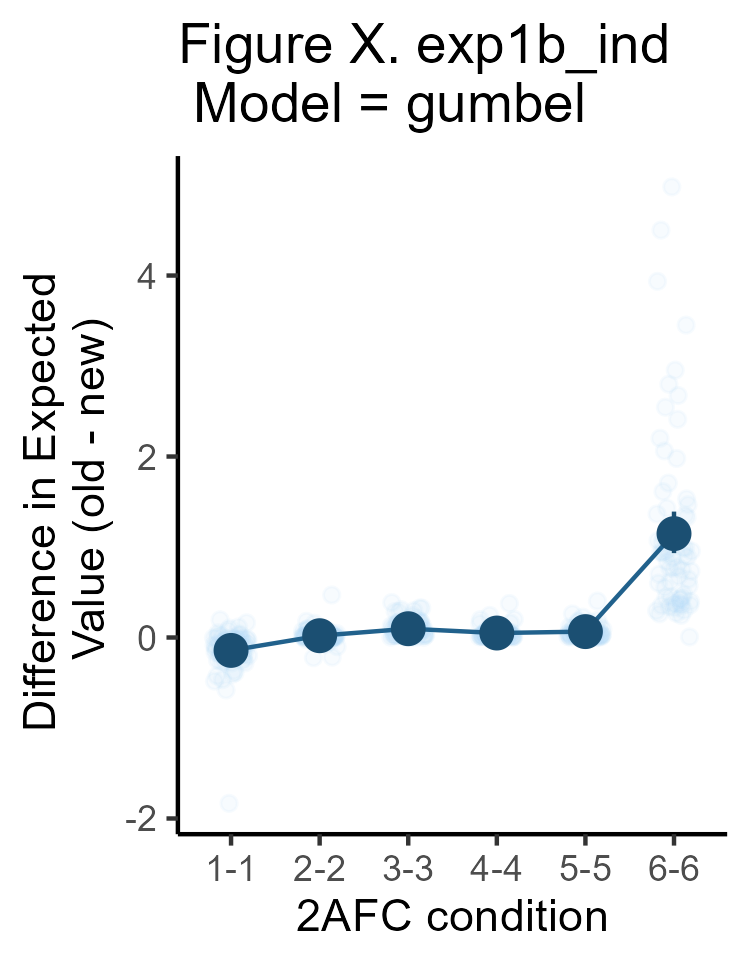 Figure X. exp1b_ind
Model = gumbel
Difference in Expected
Value (old - new)
4
2
0
-2
1-1 2-2 3-3 4-4 5-5 6-6
2AFC condition